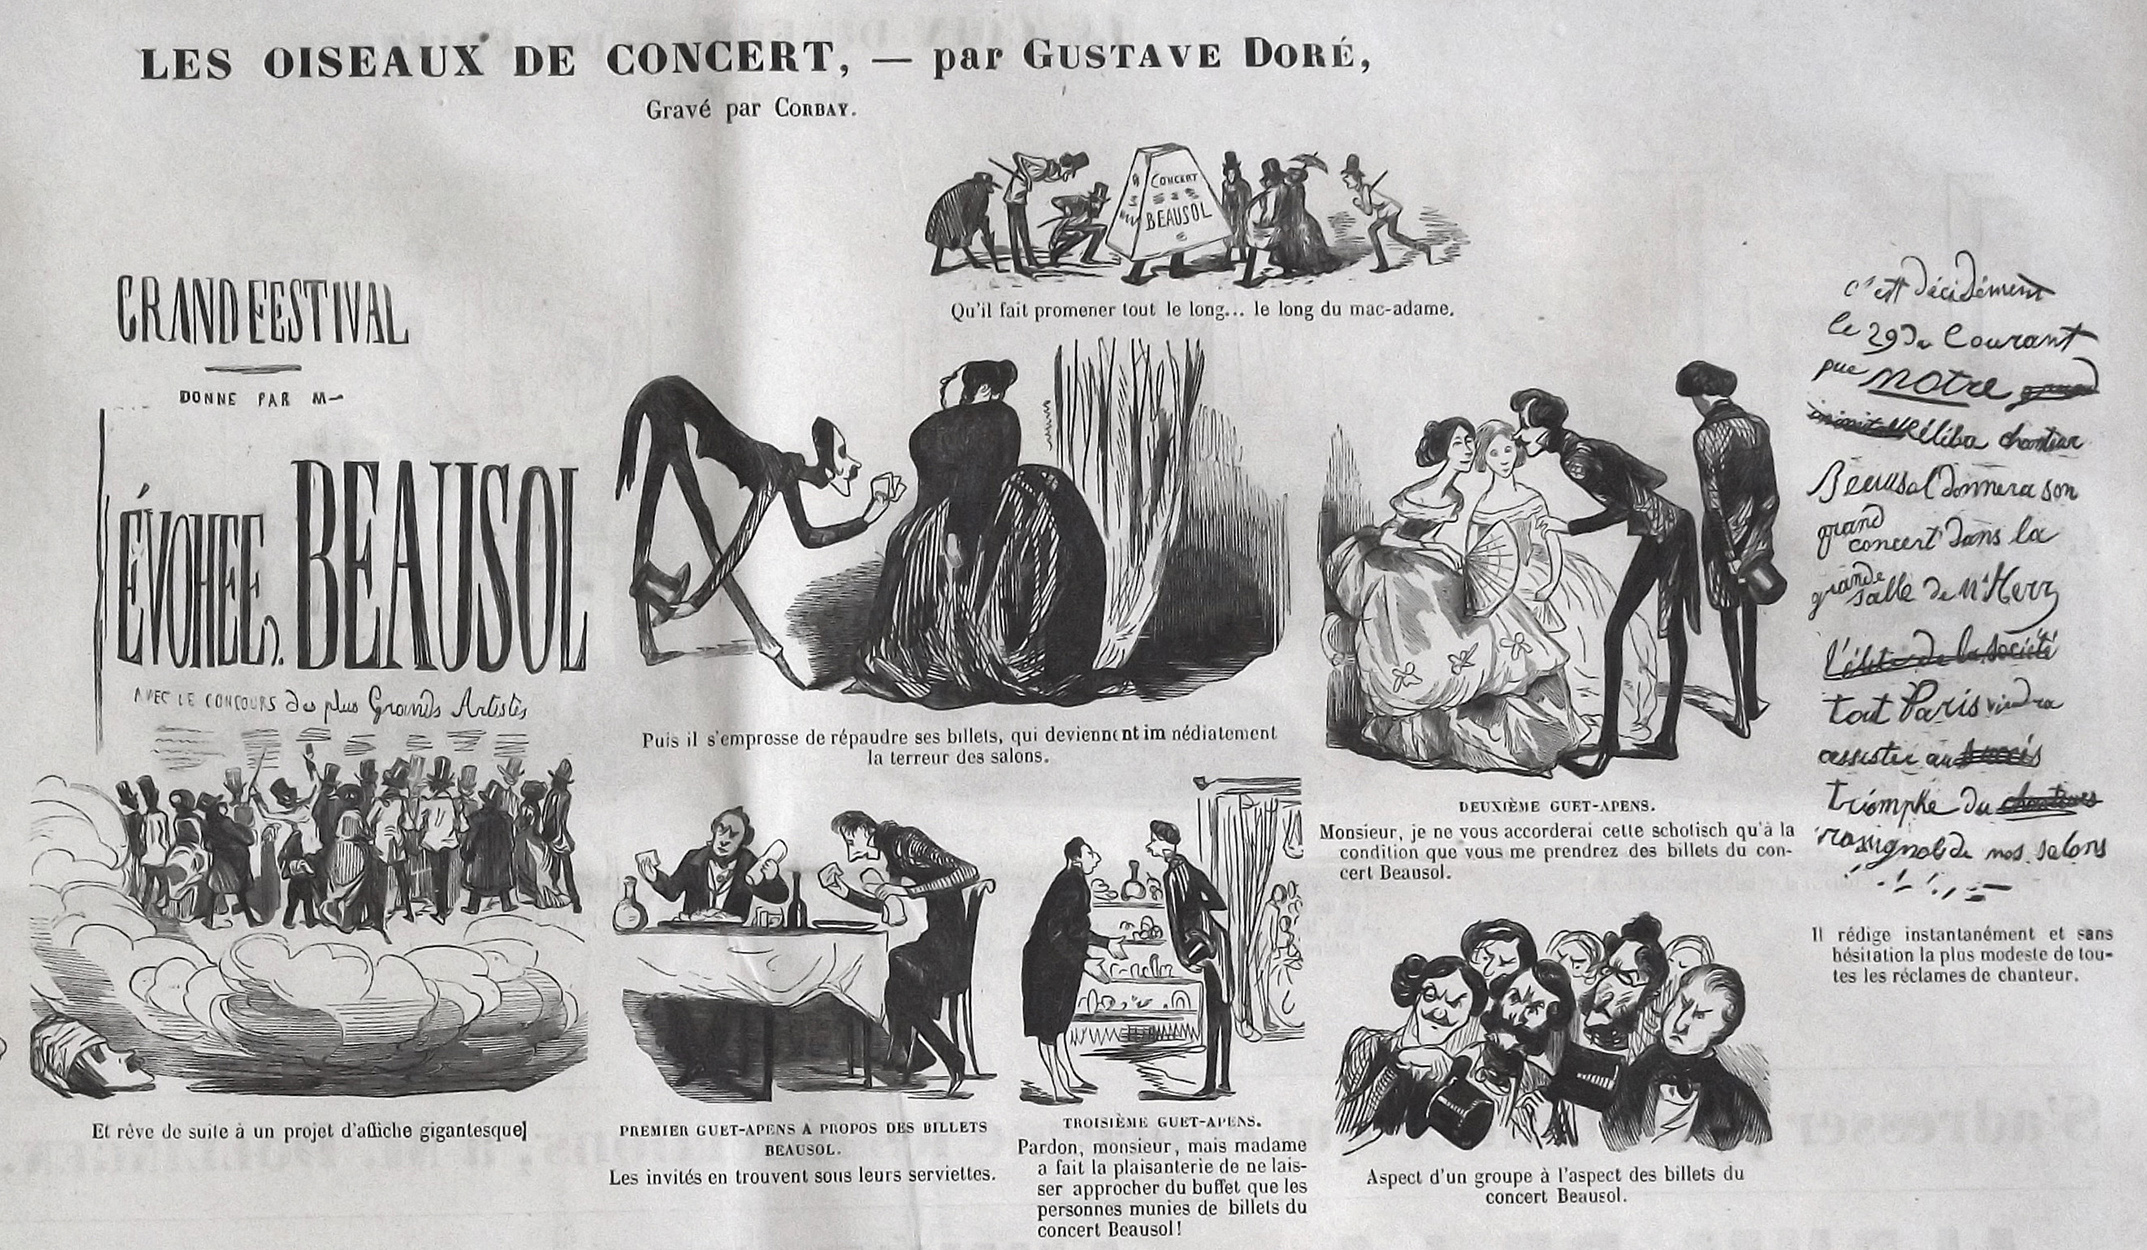 LES OISEAUX DE CONCERT, — par GUSTAVE DORÉ,
Gravé par CORBAY.
CONCERT
BEAUSOL
Qu'il fait promener tout le long... le long du mac-adame.
GRAND FESTIVAL
DONNE PAR M
ÉVOHEE, BEAUSOL
AVEC LE CONCOURS des plus Grands Artistes
Et rêve de suite à un projet d'affiche gigantesque]
Puis il s'empresse de répaudre ses billets, qui deviennent im nédiatement
la terreur des salons.
PREMIER GUET-APENS A PROPOS DES BILLETS
BEAUSOL.
Les invités en trouvent sous leurs serviettes.
TROISIÈME GUET-APENS.
Pardon, monsieur, mais madame
a fait la plaisanterie de ne lais-
ser approcher du buffet que les
personnes munies de billets du
concert Beausol!
DEUXIÈME GUET-APENS.
Monsieur, je ne vous accorderai cette schotisch qu'à la
condition que vous me prendrez des billets du con-
cert Beausol.
Aspect d'un groupe à l'aspect des billets du
concert Beausol.
c'est décidément
le 29 du Courant
que notre
chanteur
Beausol donnera son
grand
concert dans la
grande
salle de Mr Herz
l'élite de la société
tout Paris viendra
assister au succès
triomphe du chanteurs
rossignol de nos salons
Il rédige instantanément et sans
hésitation la plus modeste de tou-
tes les réclames de chanteur.